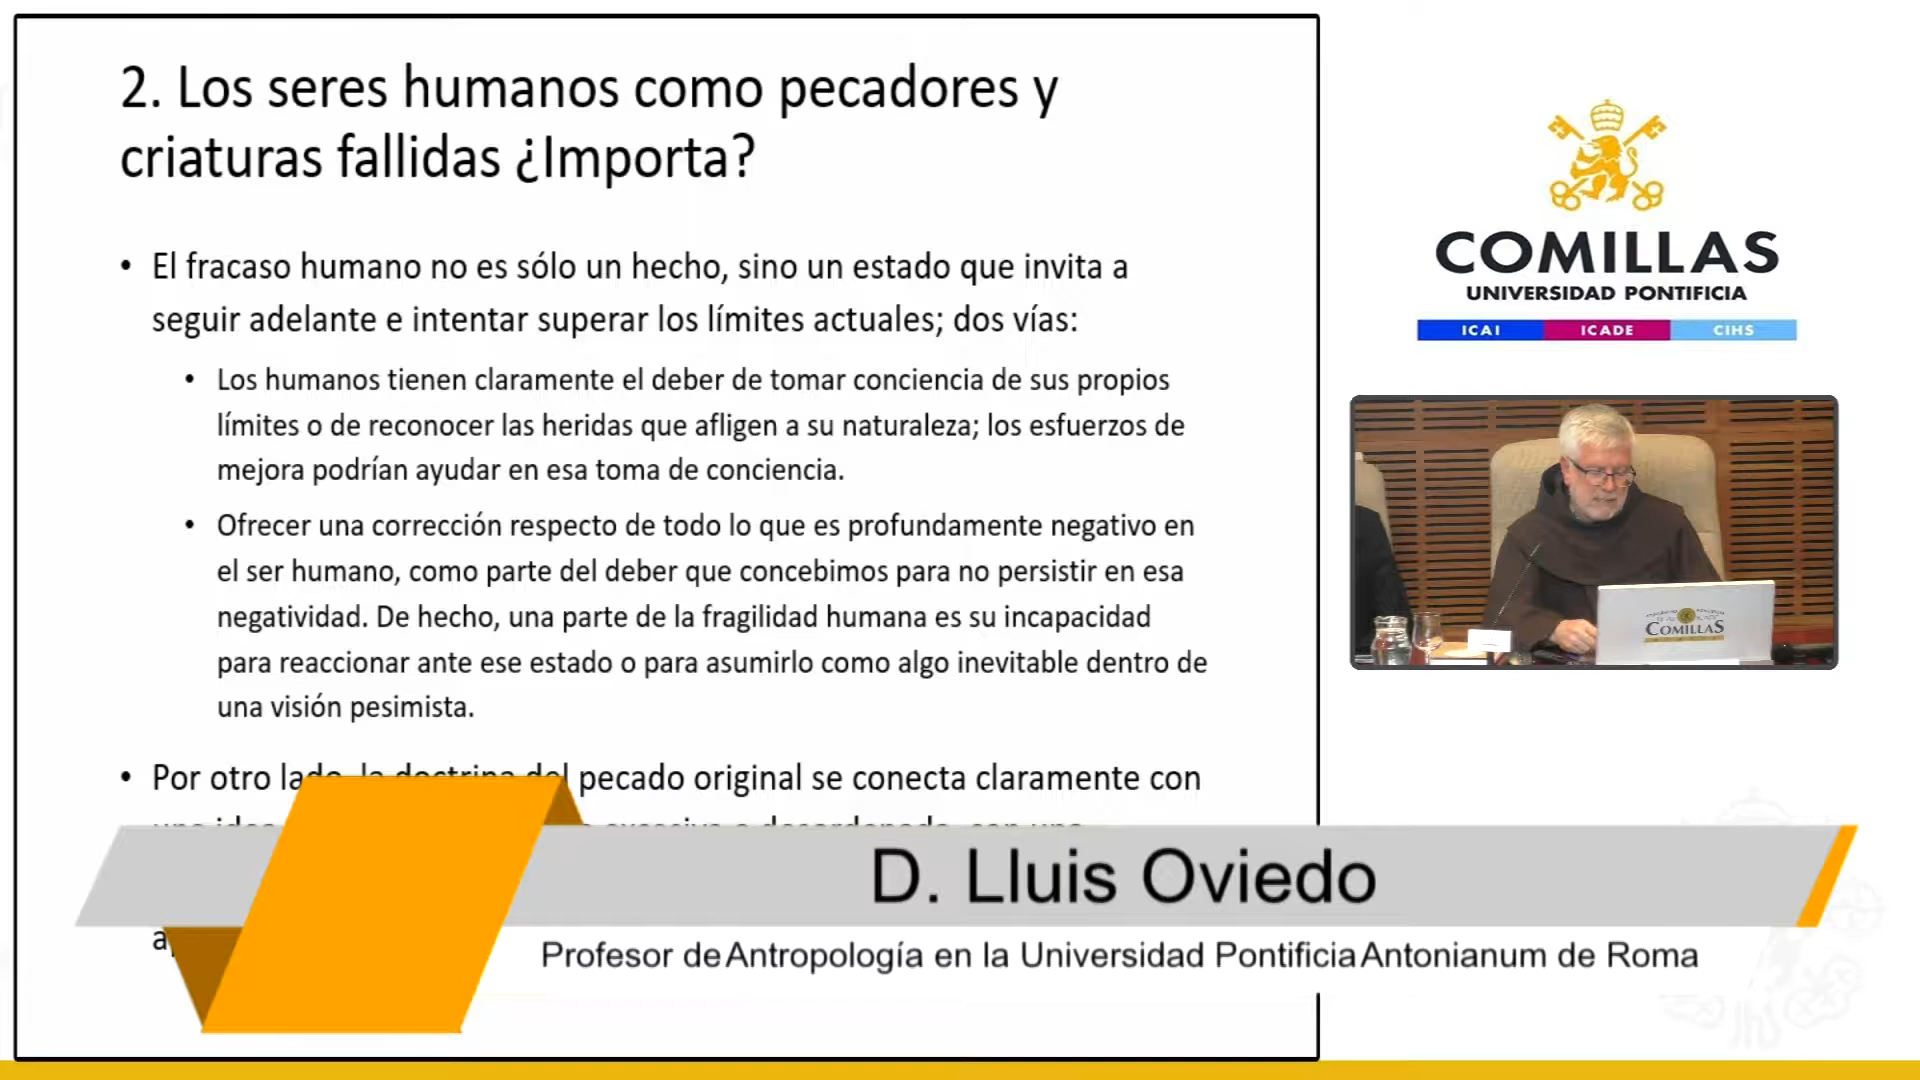 2. Los seres humanos como pecadores y
criaturas fallidas ¿Importa?
• El fracaso humano no es sólo un hecho, sino un estado que invita a
seguir adelante e intentar superar los límites actuales; dos vías:
• Los humanos tienen claramente el deber de tomar conciencia de sus propios
límites o de reconocer las heridas que afligen a su naturaleza; los esfuerzos de
mejora podrían ayudar en esa toma de conciencia.
• Ofrecer una corrección respecto de todo lo que es profundamente negativo en
el ser humano, como parte del deber que concebimos para no persistir en esa
negatividad. De hecho, una parte de la fragilidad humana es su incapacidad
para reaccionar ante ese estado o para asumirlo como algo inevitable dentro de
una visión pesimista.
• Por otro lado, la doctrina del pecado original se conecta claramente con
D. Lluis Oviedo
Profesor de Antropología en la Universidad Pontificia Antonianum de Roma
COMILLAS
UNIVERSIDAD PONTIFICIA
ICAI ICADE CIHS
COMILLAS